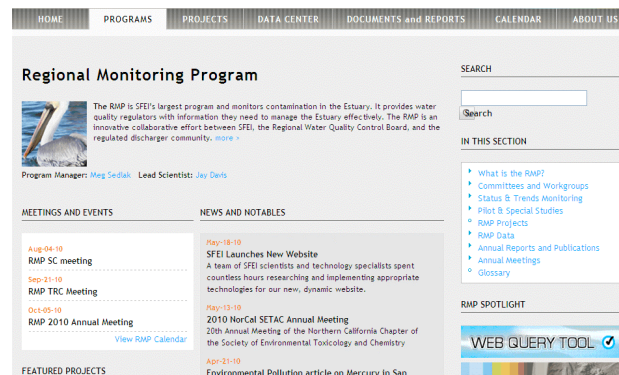 HOME PROGRAMS PROJECTS DATA CENTER DOCUMENTS and REPORTS CALENDAR ABOUT US
Regional Monitoring Program
The RMP is SFEI's largest program and monitors contamination in the Estuary. It provides water
quality regulators with information they need to manage the Estuary effectively. The RMP is an
innovative collaborative effort between SFEI, the Regional Water Quality Control Board, and the
regulated discharger community. more >
Program Manager: Meg Sedlak Lead Scientist: Jay Davis
MEETINGS AND EVENTS
Aug-04-10
RMP SC meeting
Sep-21-10
RMP TRC Meeting
Oct-05-10
RMP 2010 Annual Meeting
View RMP Calendar
FEATURED PROJECTS
NEWS AND NOTABLES
May-18-10
SFEI Launches New Website
A team of SFEI scientists and technology specialists spent
countless hours researching and implementing appropriate
technologies for our new, dynamic website.
May-13-10
2010 NorCal SETAC Annual Meeting
20th Annual Meeting of the Northern California Chapter of
the Society of Environmental Toxicology and Chemistry
Apr-21-10
Environmental Pollution article on Mercury in San
SEARCH
Search
IN THIS SECTION
What is the RMP?
Committees and Workgroups
Status & Trends Monitoring
Pilot & Special Studies
RMP Projects
RMP Data
Annual Reports and Publications
Annual Meetings
Glossary
RMP SPOTLIGHT
WEB QUERY TOOL